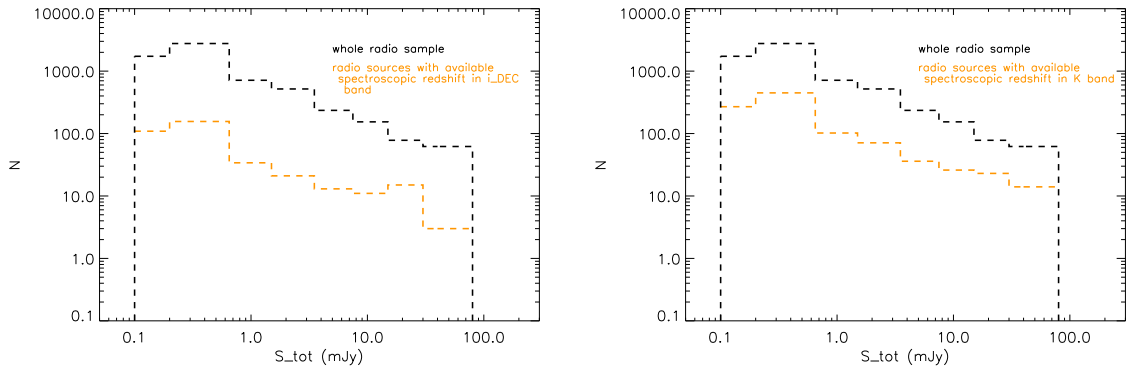 10000.0
1000.0
100.0
10.0
1.0
0.1
N
0.1
1.0
10.0
100.0
S_tot (mJy)
whole radio sample
radio sources with available
spectroscopic redshift in i_DEC
band
10000.0
1000.0
100.0
10.0
1.0
0.1
N
0.1
1.0
10.0
100.0
S_tot (mJy)
whole radio sample
radio sources with available
spectroscopic redshift in K band